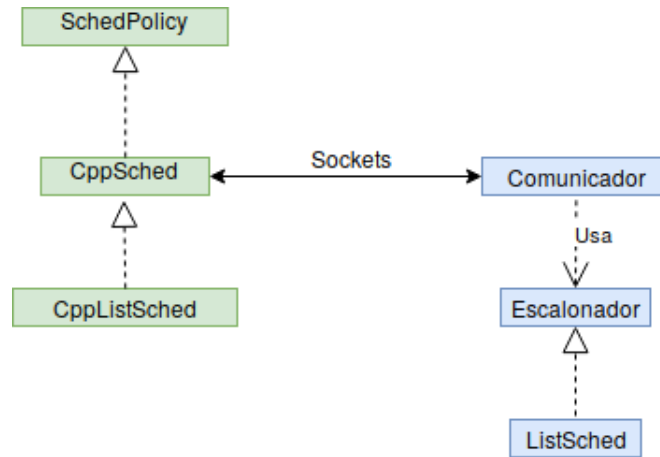 SchedPolicy
CppSched
Sockets
Comunicador
Usa
CppListSched
Escalonador
ListSched